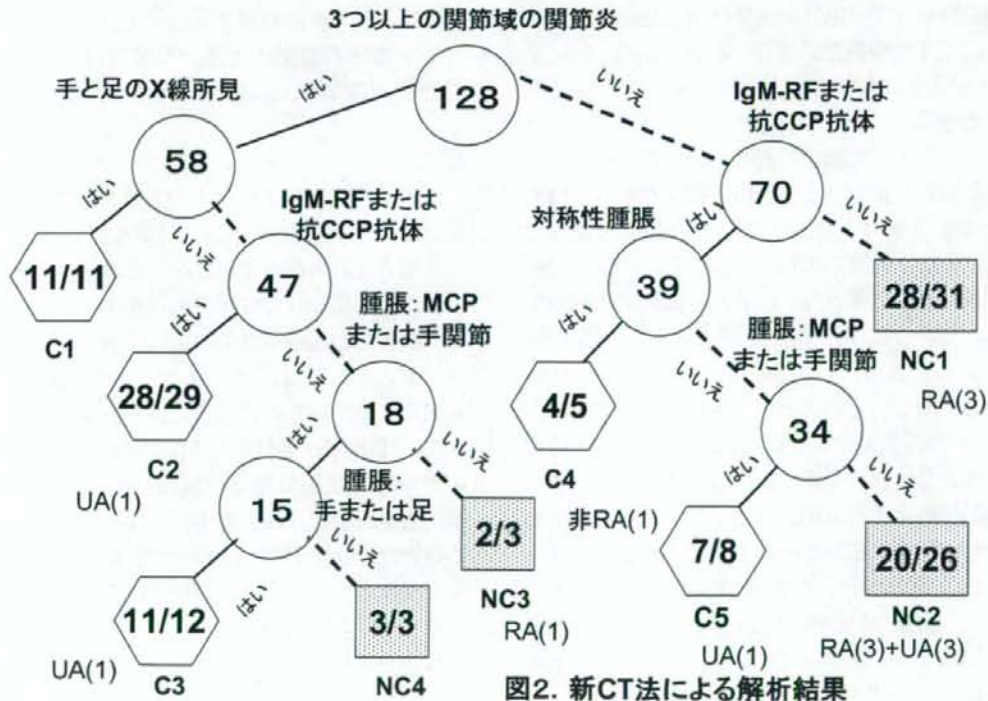 3つ以上の関節域の関節炎
128
はい
いいえ
手と足のX線所見
58
はい
いいえ
11/11
C1
IgM-RFまたは
抗CCP抗体
47
はい
いいえ
28/29
C2
UA(1)
腫脹:MCP
または手関節
18
はい
いいえ
腫脹:
手または足
15
はい
いいえ
11/12
C3
UA(1)
3/3
NC4
2/3
NC3
RA(1)
IgM-RFまたは
抗CCP抗体
70
はい
いいえ
28/31
NC1
RA(3)
対称性腫脹
39
はい
いいえ
4/5
C4
非RA(1)
腫脹:MCP
または手関節
34
はい
いいえ
7/8
C5
UA(1)
20/26
NC2
RA(3)+UA(3)
図2. 新CT法による解析結果